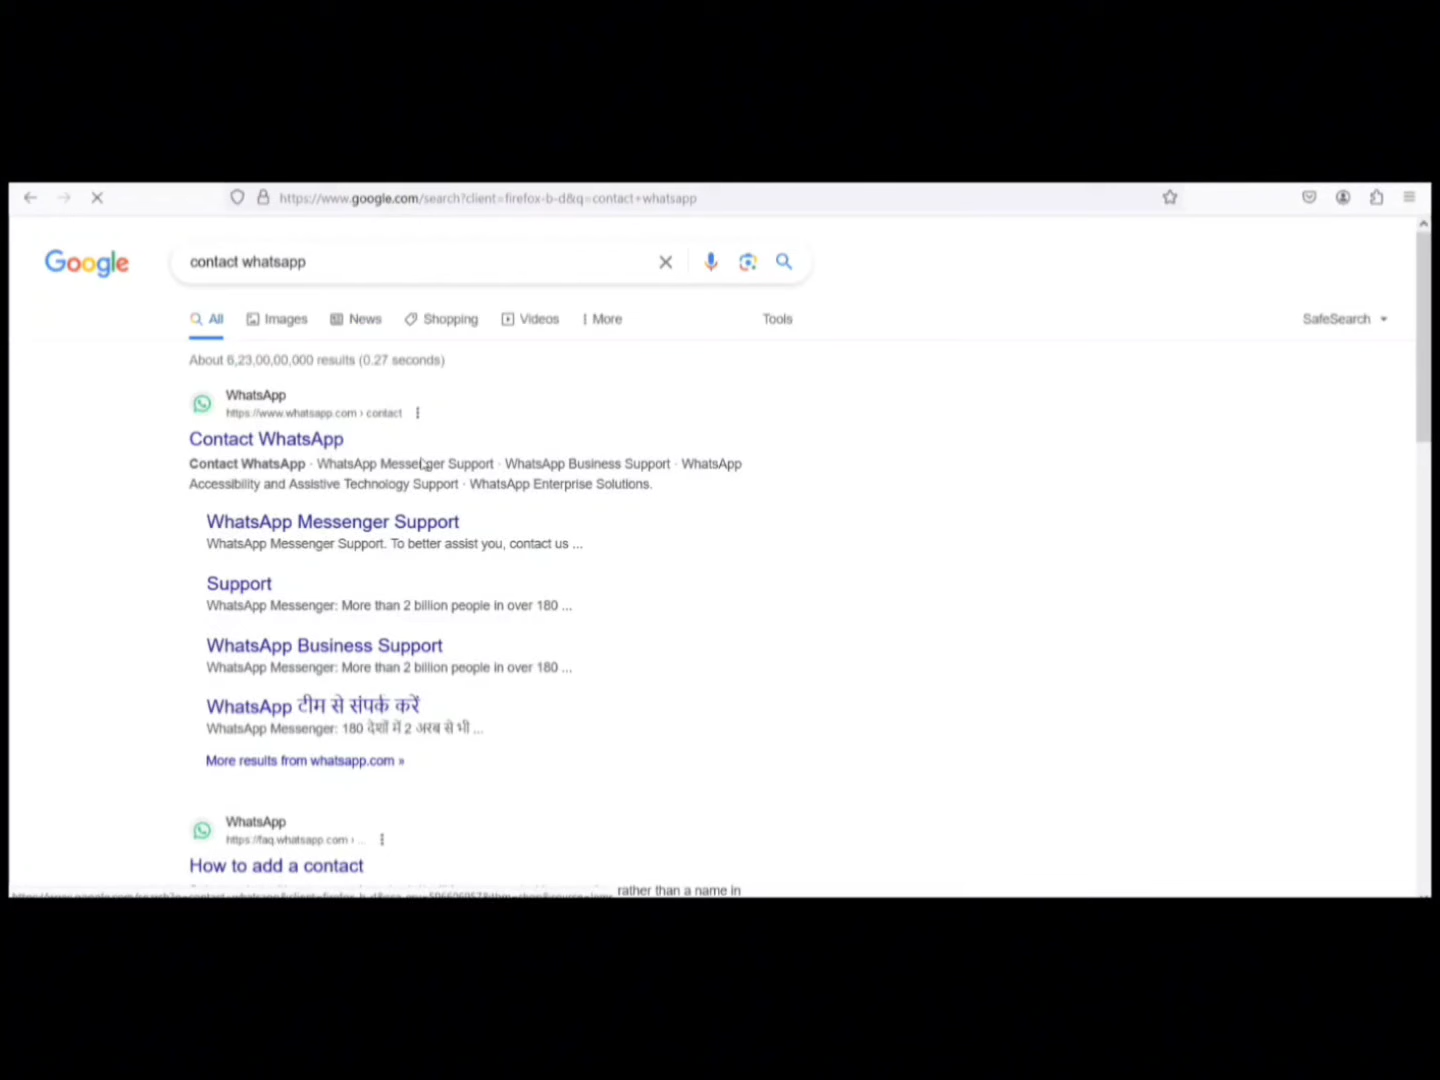 https://www.google.com/search?client=firefox-b-d&q=contact+whatsapp
Google
contact whatsapp
All Images News Shopping Videos More Tools SafeSearch
About 6,23,00,00,000 results (0.27 seconds)
WhatsApp
https://www.whatsapp.com › contact
Contact WhatsApp
Contact WhatsApp · WhatsApp Messenger Support · WhatsApp Business Support · WhatsApp
Accessibility and Assistive Technology Support · WhatsApp Enterprise Solutions.
WhatsApp Messenger Support
WhatsApp Messenger Support. To better assist you, contact us ...
Support
WhatsApp Messenger: More than 2 billion people in over 180 ...
WhatsApp Business Support
WhatsApp Messenger: More than 2 billion people in over 180 ...
WhatsApp टीम से संपर्क करें
WhatsApp Messenger: 180 देशों में 2 अरब से भी ...
More results from whatsapp.com »
WhatsApp
https://faq.whatsapp.com › ...
How to add a contact
rather than a name in